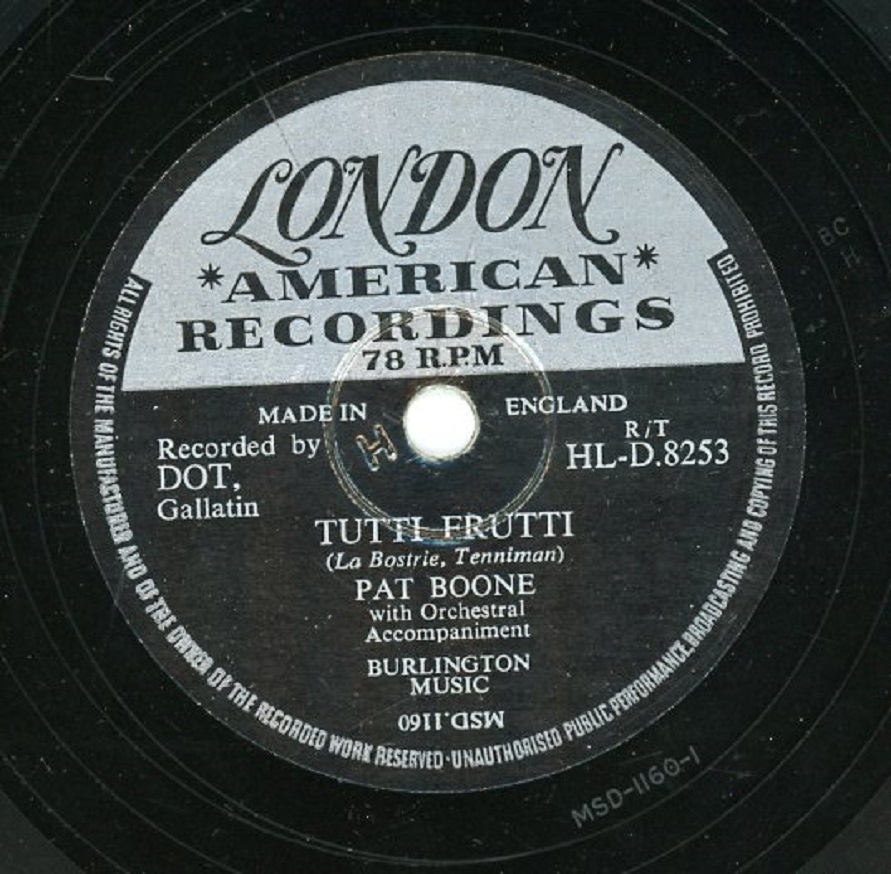 LONDON
*AMERICAN*
RECORDINGS
78 R.P.M
MADE IN ENGLAND
R/T
Recorded by HL-D.8253
DOT,
Gallatin
H
TUTTI FRUTTI
(La Bostrie, Tenniman)
PAT BOONE
with Orchestral
Accompaniment
BURLINGTON
MUSIC
MSD.1160
ALL RIGHTS OF THE MANUFACTURER AND OF THE OWNER OF THE RECORDED WORK RESERVED·UNAUTHORISED PUBLIC PERFORMANCE, BROADCASTING AND COPYING OF THIS RECORD PROHIBITED
BC
H
MSD-1160-1